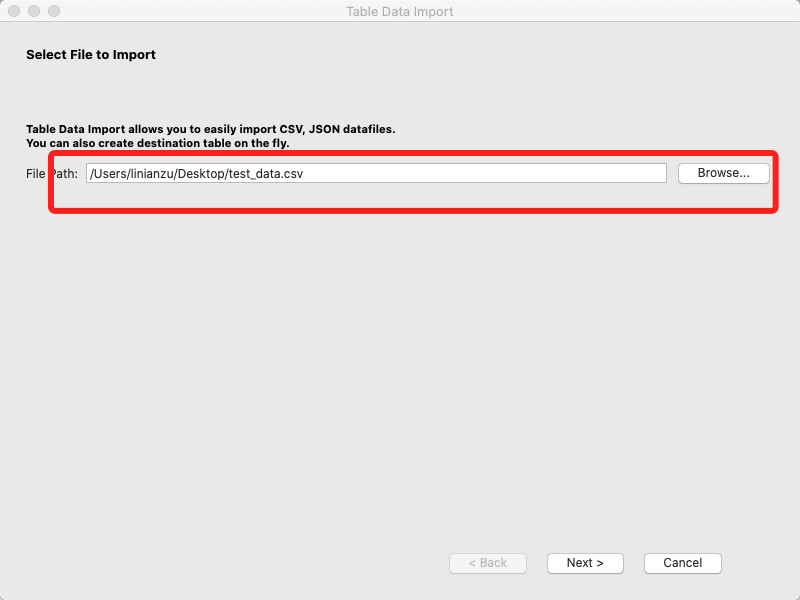 Table Data Import
Select File to Import
Table Data Import allows you to easily import CSV, JSON datafiles.
You can also create destination table on the fly.
File Path: /Users/linianzu/Desktop/test_data.csv Browse...
< Back Next > Cancel